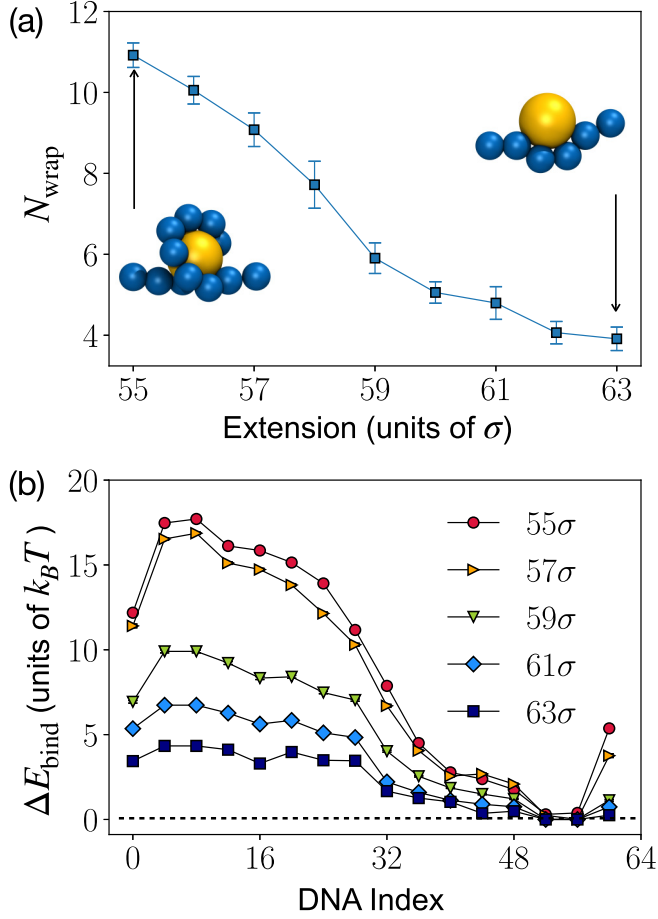 (a)
12
10
8
6
4
N_wrap
55 57 59 61 63
Extension (units of σ)
(b)
20
15
10
5
0
ΔE_bind (units of k_BT)
55σ
57σ
59σ
61σ
63σ
0 16 32 48 64
DNA Index